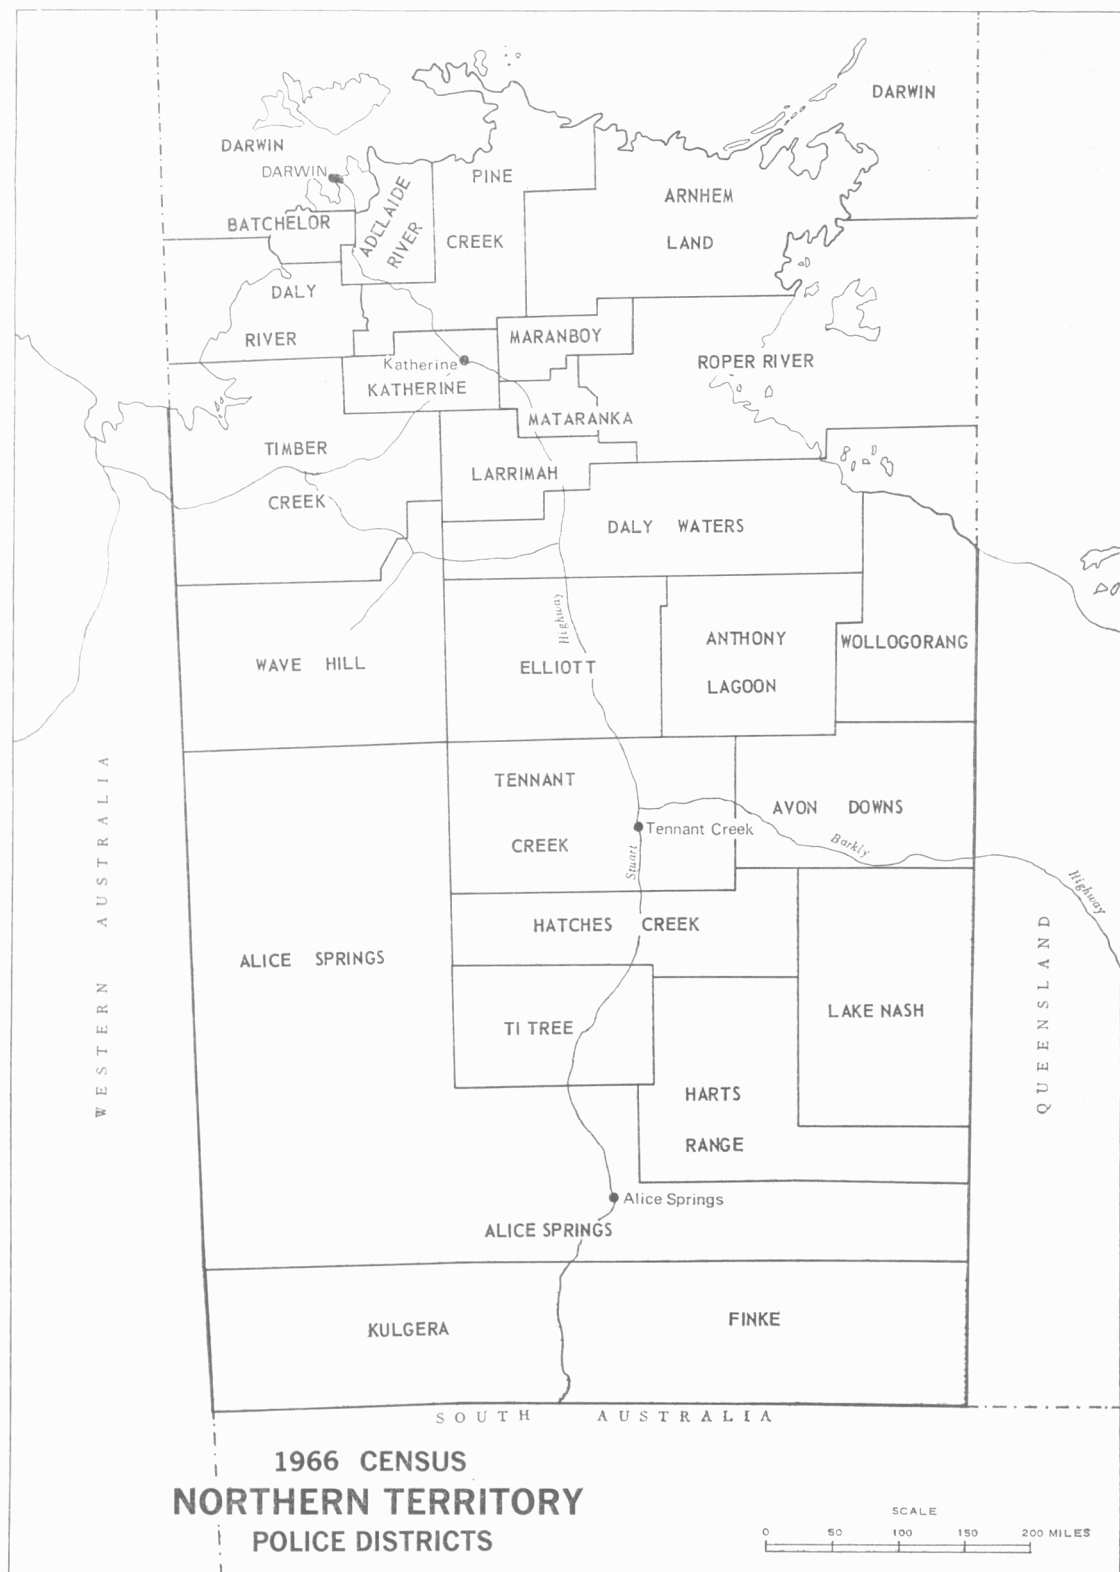 DARWIN
DARWIN
DARWIN
PINE
CREEK
ARNHEM
LAND
BATCHELOR
ADELAIDE
RIVER
DALY
RIVER
MARANBOY
Katherine
KATHERINE
ROPER RIVER
MATARANKA
TIMBER
CREEK
LARRIMAH
DALY WATERS
Highway
WAVE HILL
ELLIOTT
ANTHONY
LAGOON
WOLLOGORANG
WESTERN AUSTRALIA
TENNANT
CREEK
Tennant Creek
Stuart
AVON DOWNS
Barkly
Highway
HATCHES CREEK
ALICE SPRINGS
TI TREE
LAKE NASH
QUEENSLAND
HARTS
RANGE
Alice Springs
ALICE SPRINGS
KULGERA
FINKE
SOUTH AUSTRALIA
1966 CENSUS
NORTHERN TERRITORY
POLICE DISTRICTS
SCALE
0 50 100 150 200 MILES